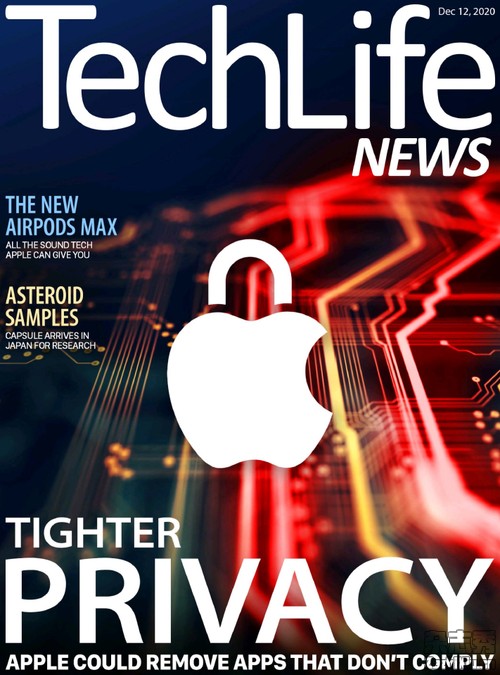 Dec 12, 2020
TechLife
NEWS
THE NEW
AIRPODS MAX
ALL THE SOUND TECH
APPLE CAN GIVE YOU
ASTEROID
SAMPLES
CAPSULE ARRIVES IN
JAPAN FOR RESEARCH
TIGHTER
PRIVACY
APPLE COULD REMOVE APPS THAT DON'T COMPLY